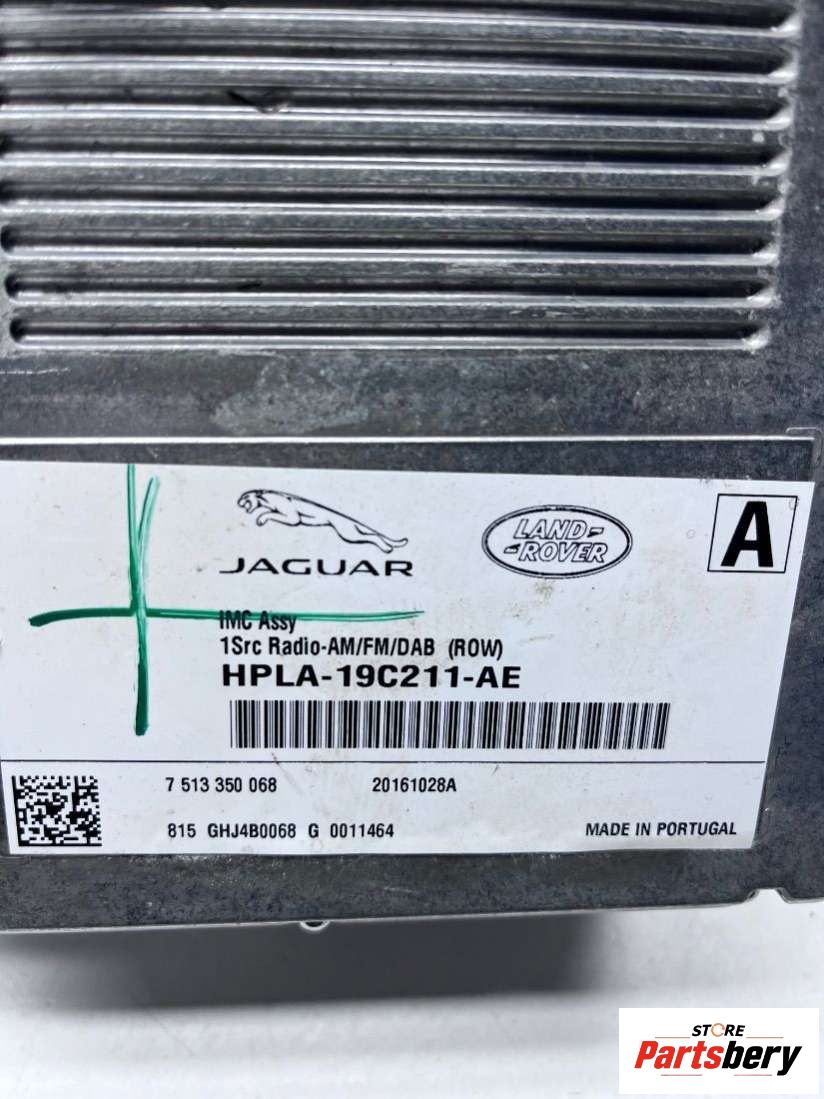 JAGUAR
LAND-
-ROVER
A
IMC Assy
1Src Radio-AM/FM/DAB (ROW)
HPLA-19C211-AE
7 513 350 068 20161028A
815 GHJ4B0068 G 0011464 MADE IN PORTUGAL
STORE
Partsbery